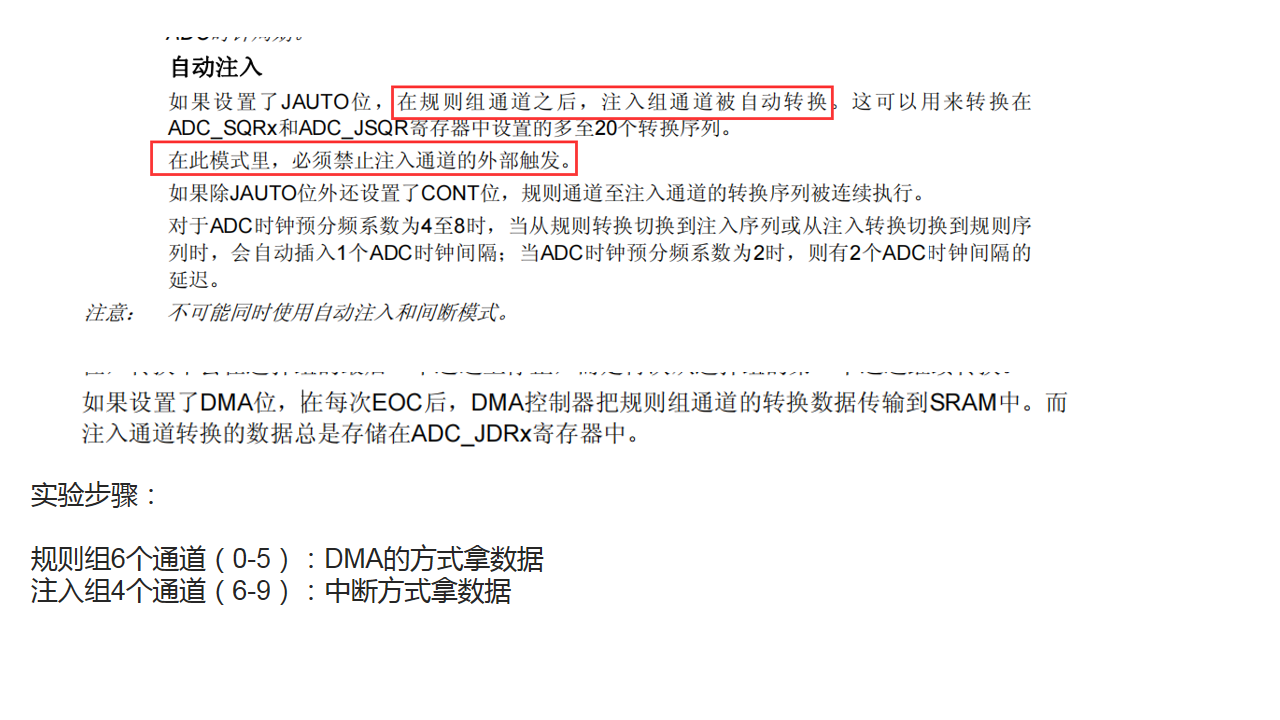 自动注入
如果设置了JAUTO位，在规则组通道之后，注入组通道被自动转换。这可以用来转换在
ADC_SQRx和ADC_JSQR寄存器中设置的多至20个转换序列。
在此模式里，必须禁止注入通道的外部触发。
如果除JAUTO位外还设置了CONT位，规则通道至注入通道的转换序列被连续执行。
对于ADC时钟预分频系数为4至8时，当从规则转换切换到注入序列或从注入转换切换到规则序
列时，会自动插入1个ADC时钟间隔；当ADC时钟预分频系数为2时，则有2个ADC时钟间隔的
延迟。
注意： 不可能同时使用自动注入和间断模式。
如果设置了DMA位，在每次EOC后，DMA控制器把规则组通道的转换数据传输到SRAM中。而
注入通道转换的数据总是存储在ADC_JDRx寄存器中。
实验步骤：
规则组6个通道（0-5）：DMA的方式拿数据
注入组4个通道（6-9）：中断方式拿数据